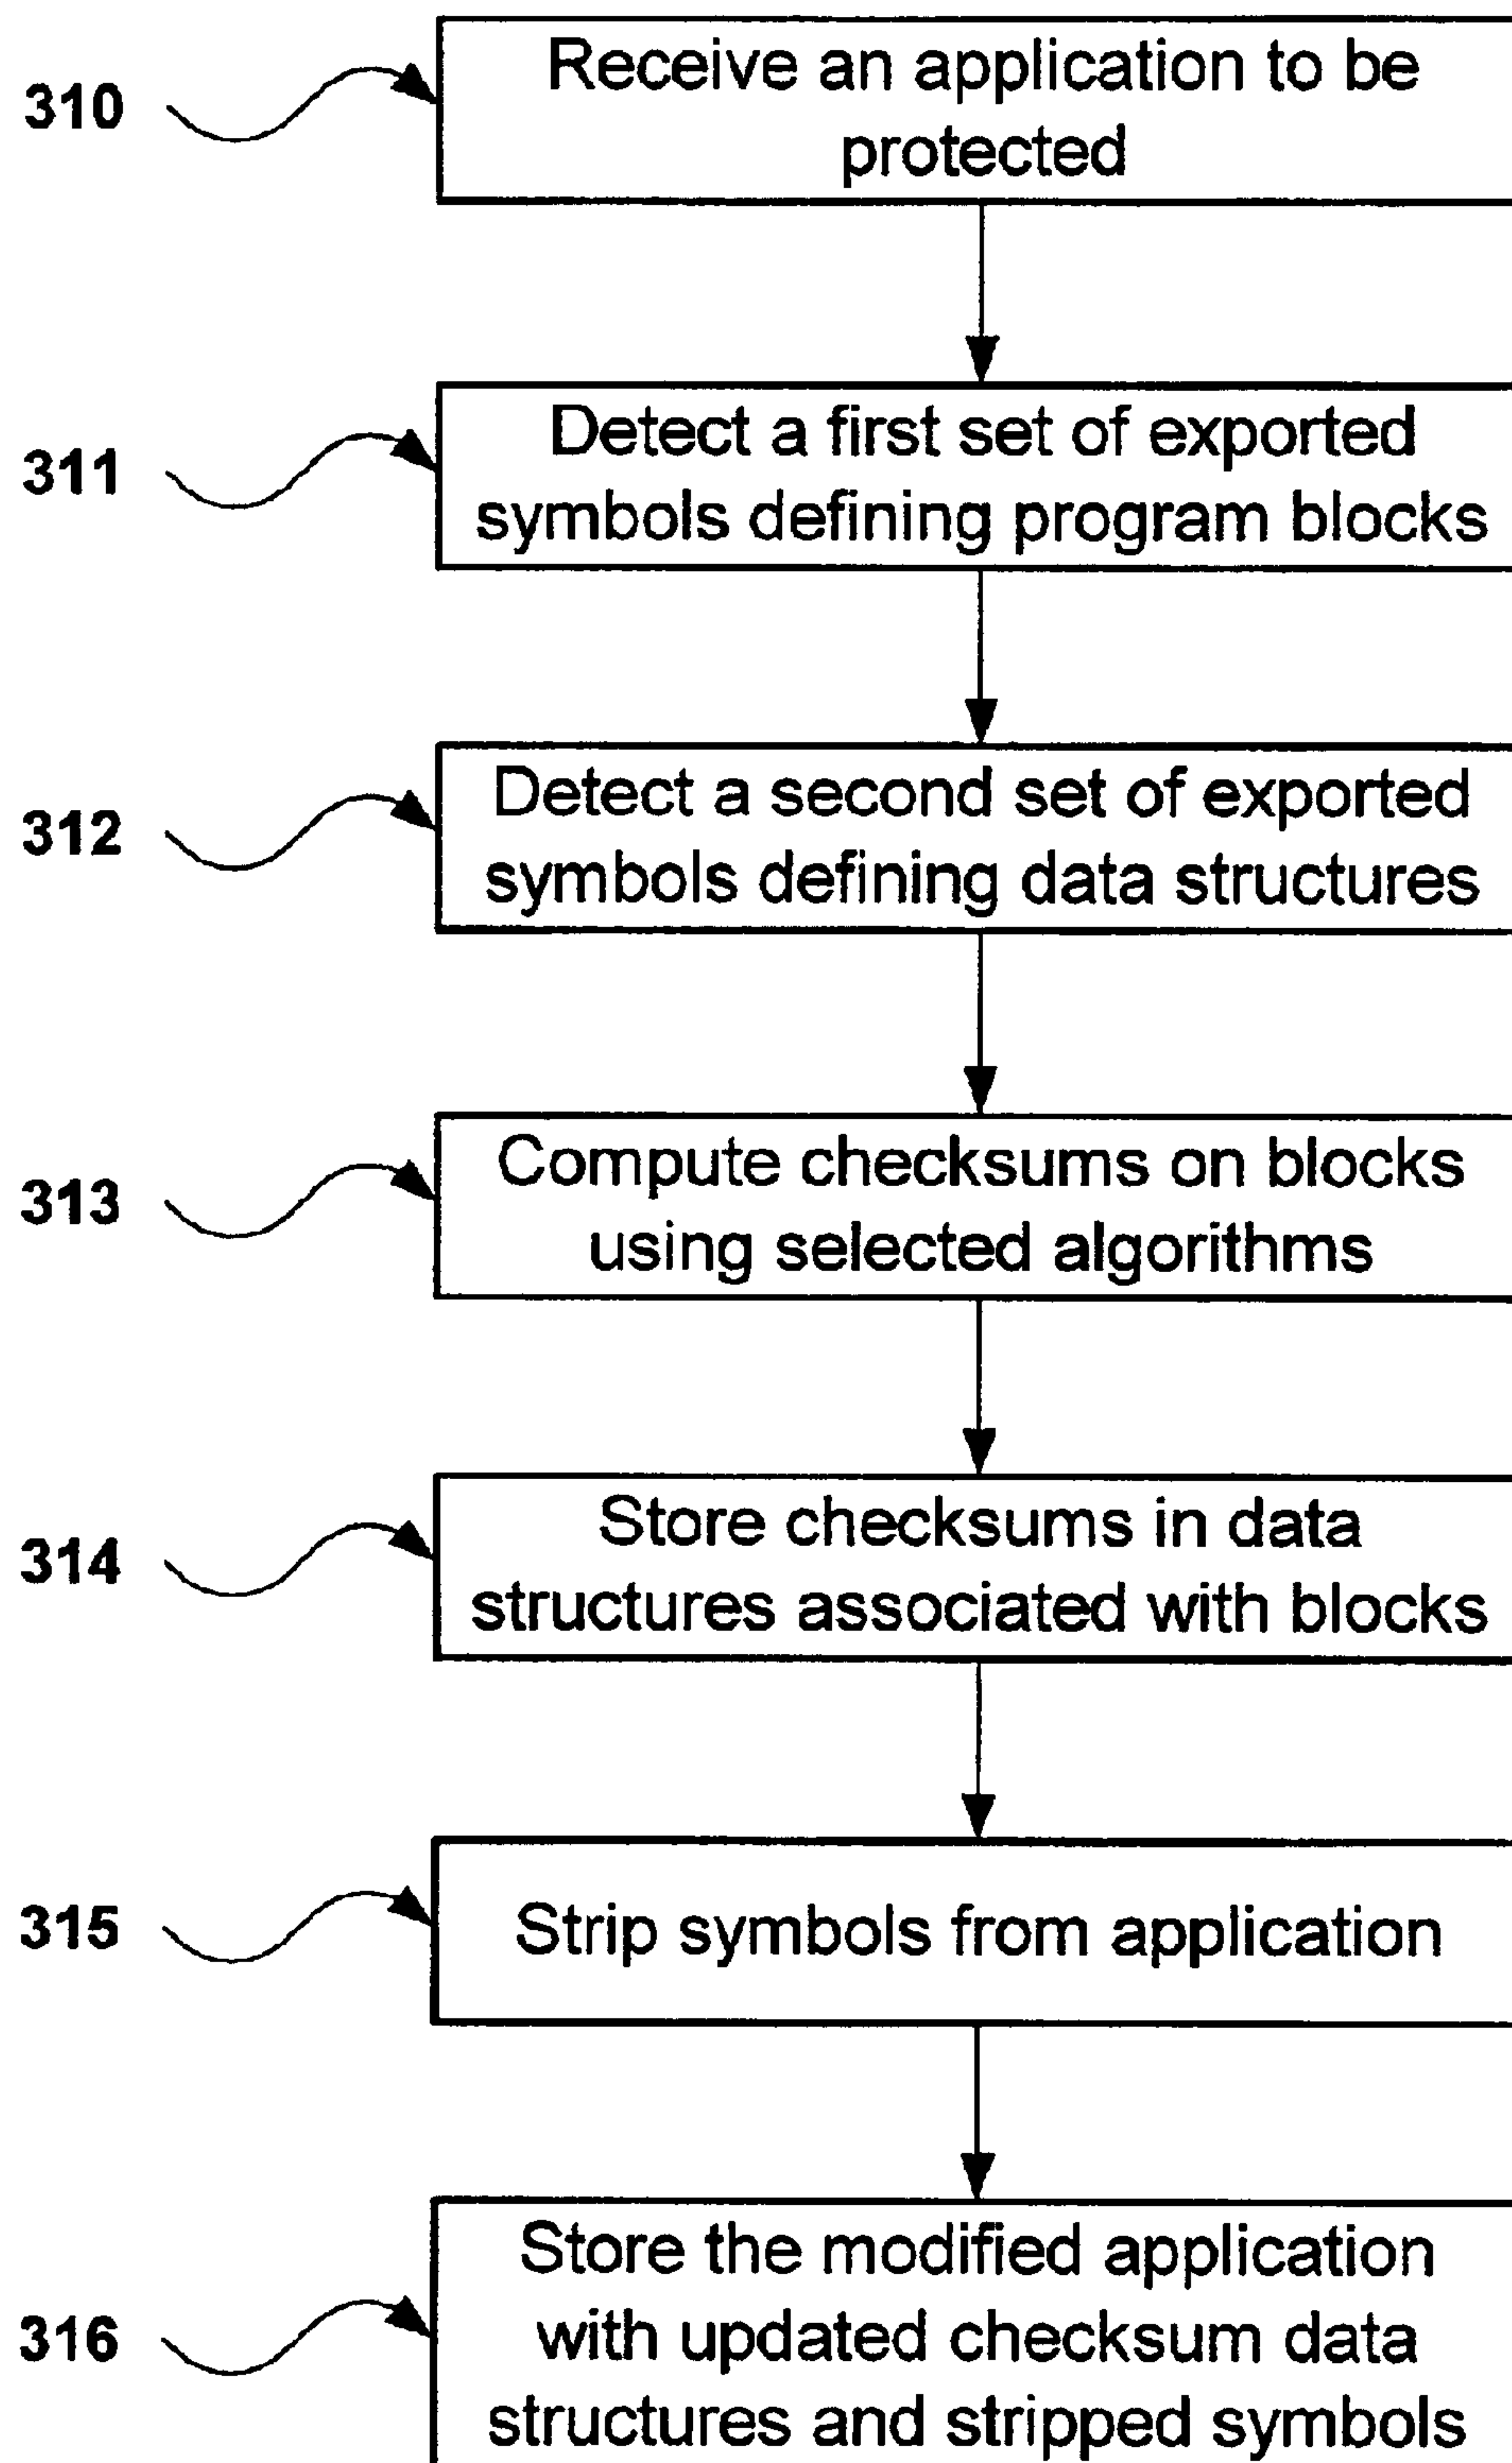 310
Receive an application to be
protected
311
Detect a first set of exported
symbols defining program blocks
312
Detect a second set of exported
symbols defining data structures
313
Compute checksums on blocks
using selected algorithms
314
Store checksums in data
structures associated with blocks
315
Strip symbols from application
316
Store the modified application
with updated checksum data
structures and stripped symbols